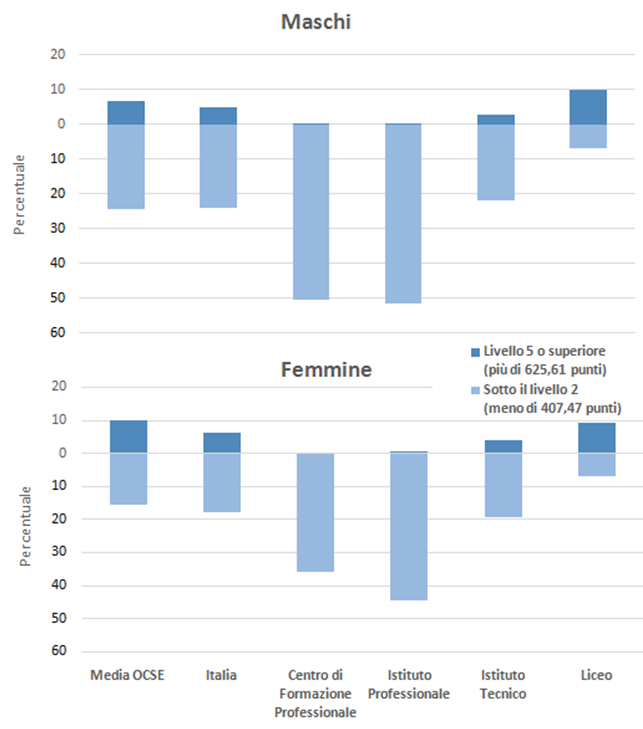 Maschi
20
10
0
10
20
30
40
50
60
Percentuale
Livello 5 o superiore
(più di 625,61 punti)
Sotto il livello 2
(meno di 407,47 punti)
Femmine
20
10
0
10
20
30
40
50
60
Percentuale
Media OCSE
Italia
Centro di
Formazione
Professionale
Istituto
Professionale
Istituto
Tecnico
Liceo